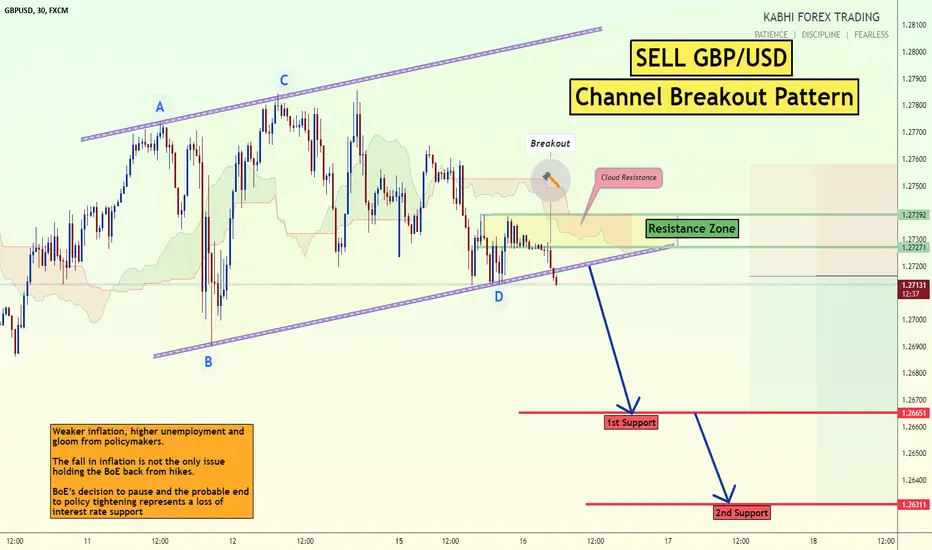 GBPUSD, 30, FXCM
KABHI FOREX TRADING
PATIENCE | DISCIPLINE | FEARLESS
SELL GBP/USD
Channel Breakout Pattern
A
C
B
D
Breakout
Cloud Resistance
Resistance Zone
1st Support
2nd Support
Weaker inflation, higher unemployment and
gloom from policymakers.
The fall in inflation is not the only issue
holding the BoE back from hikes.
BoE's decision to pause and the probable end
to policy tightening represents a loss of
interest rate support
1.28100
1.28000
1.27900
1.27800
1.27700
1.27600
1.27500
1.27392
1.27300
1.27271
1.27200
1.27131
12:37
1.27000
1.26900
1.26800
1.26700
1.26651
1.26600
1.26500
1.26400
1.26311
1.26200
12:00 11 12:00 12 12:00 15 12:00 16 12:00 17 12:00 18 12:00